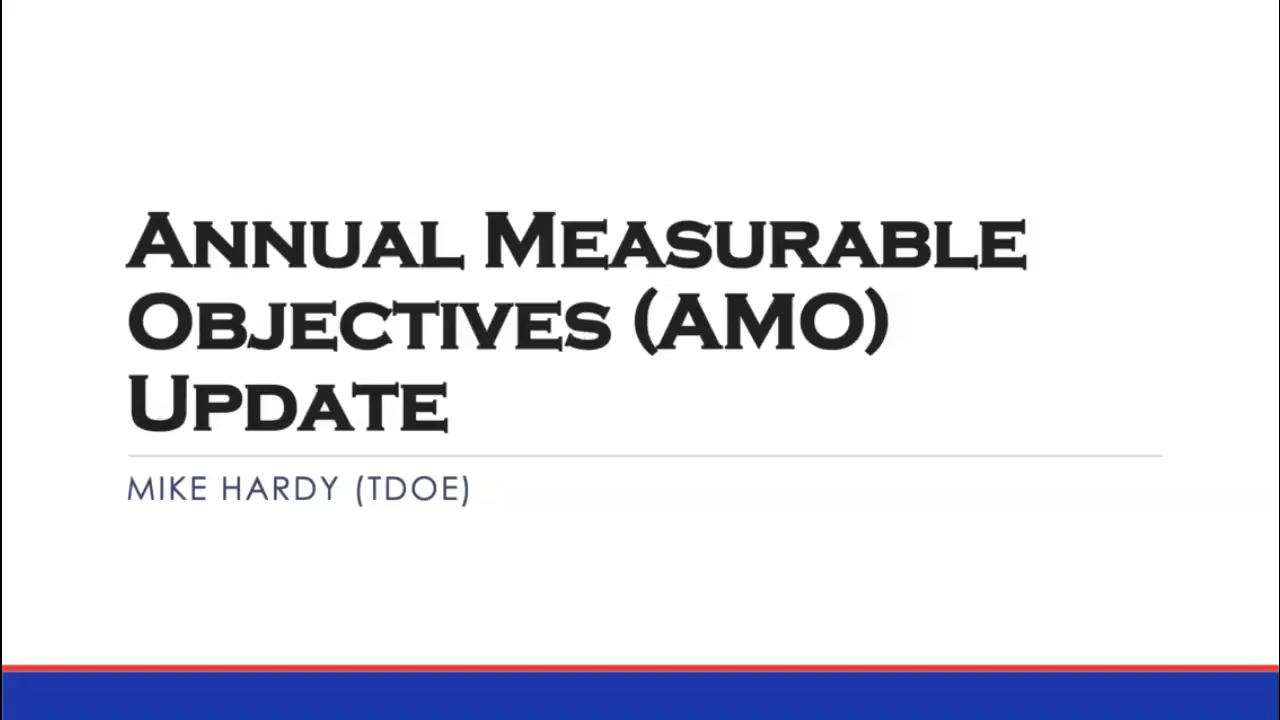 Annual Measurable
Objectives (AMO)
Update
MIKE HARDY (TDOE)